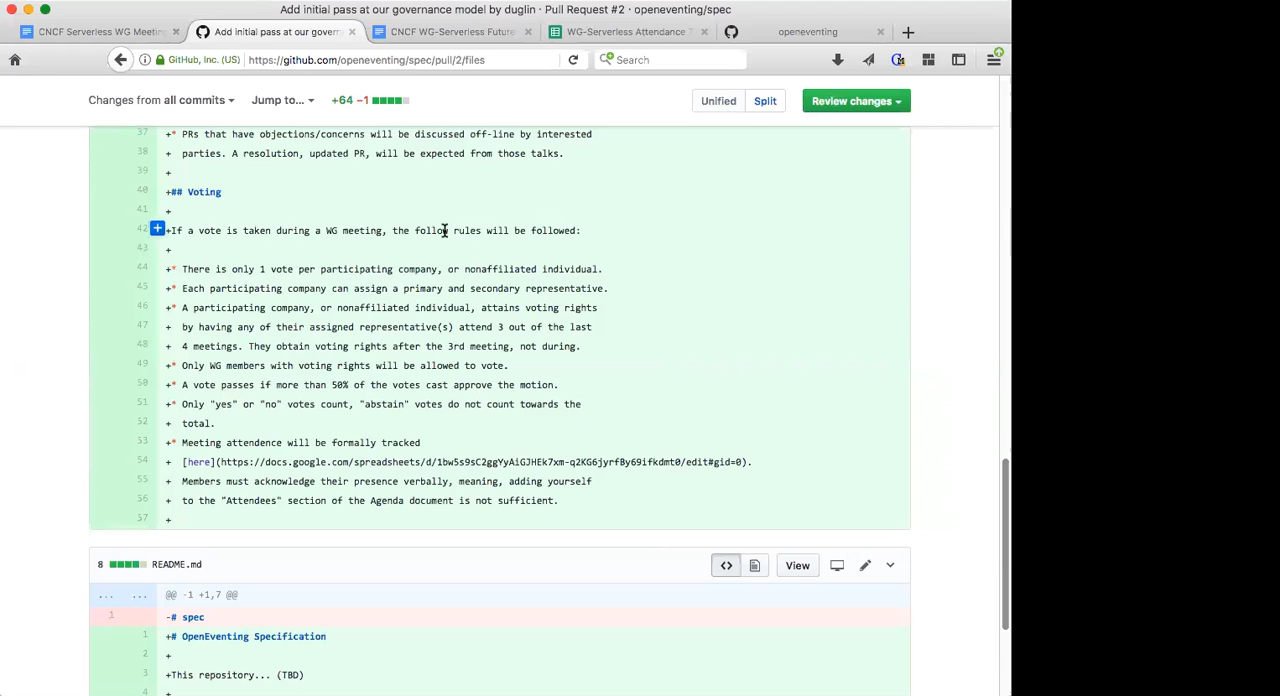 Add initial pass at our governance model by duglin · Pull Request #2 · openeventing/spec
CNCF Serverless WG Meeting
Add initial pass at our govern
CNCF WG-Serverless Future
WG-Serverless Attendance T
openeventing
GitHub, Inc. (US)
https://github.com/openeventing/spec/pull/2/files
Search
Changes from all commits
Jump to...
+64 −1
Unified
Split
Review changes
37 +* PRs that have objections/concerns will be discussed off-line by interested
38 + parties. A resolution, updated PR, will be expected from those talks.
39 +
40 +## Voting
41 +
42 +If a vote is taken during a WG meeting, the follow rules will be followed:
43 +
44 +* There is only 1 vote per participating company, or nonaffiliated individual.
45 +* Each participating company can assign a primary and secondary representative.
46 +* A participating company, or nonaffiliated individual, attains voting rights
47 + by having any of their assigned representative(s) attend 3 out of the last
48 + 4 meetings. They obtain voting rights after the 3rd meeting, not during.
49 +* Only WG members with voting rights will be allowed to vote.
50 +* A vote passes if more than 50% of the votes cast approve the motion.
51 +* Only "yes" or "no" votes count, "abstain" votes do not count towards the
52 + total.
53 +* Meeting attendence will be formally tracked
54 + [here](https://docs.google.com/spreadsheets/d/1bw5s9sC2ggYyAiGJHEk7xm-q2KG6jyrfBy69ifkdmt0/edit#gid=0).
55 + Members must acknowledge their presence verbally, meaning, adding yourself
56 + to the "Attendees" section of the Agenda document is not sufficient.
57 +
8 README.md
View
... ... @@ -1 +1,7 @@
1 -# spec
1 +# OpenEventing Specification
2 +
3 +This repository... (TBD)
4 +